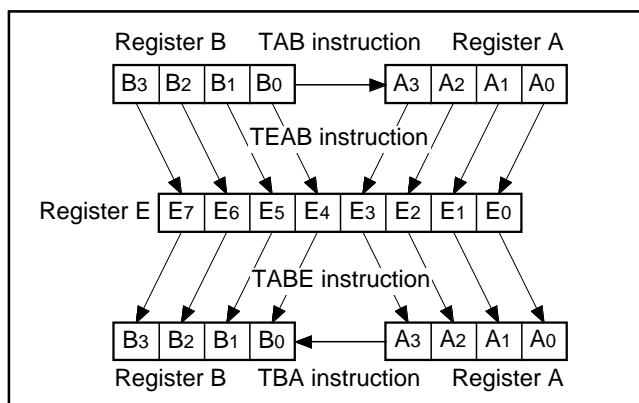 Register B TAB instruction Register A
B3 B2 B1 B0 A3 A2 A1 A0
TEAB instruction
Register E E7 E6 E5 E4 E3 E2 E1 E0
TABE instruction
B3 B2 B1 B0 A3 A2 A1 A0
Register B TBA instruction Register A